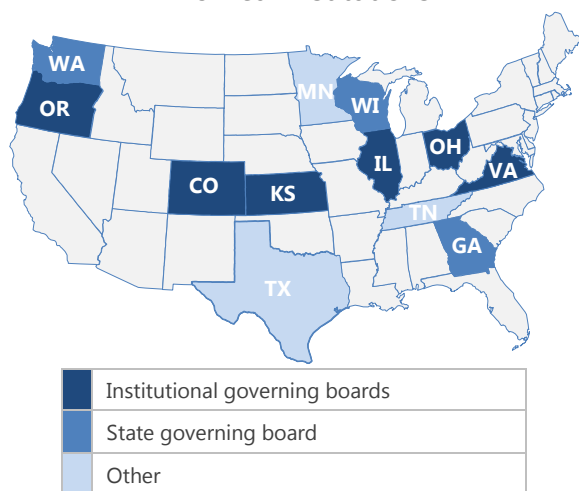 WA
MN
OR
WI
OH
IL
VA
CO
KS
TN
GA
TX
Institutional governing boards
State governing board
Other